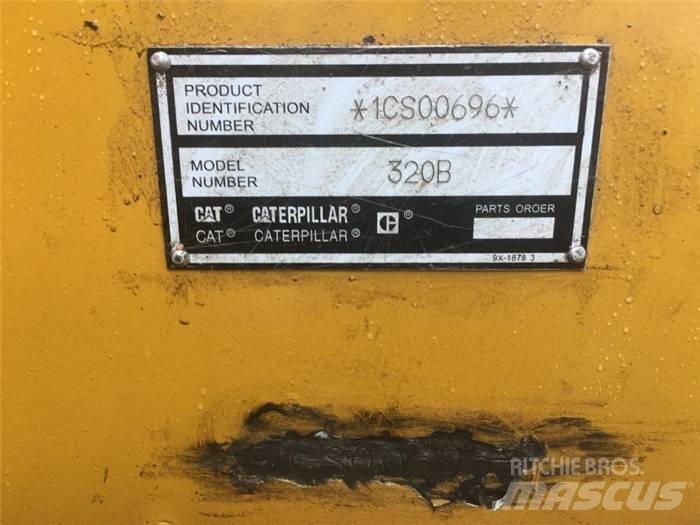 PRODUCT
IDENTIFICATION
NUMBER
*1CS00696*
MODEL
NUMBER
320B
CAT® CATERPILLAR® C®
CAT® CATERPILLAR®
PARTS ORDER
9X-1878 3
RITCHIE BROS.
MASCUS